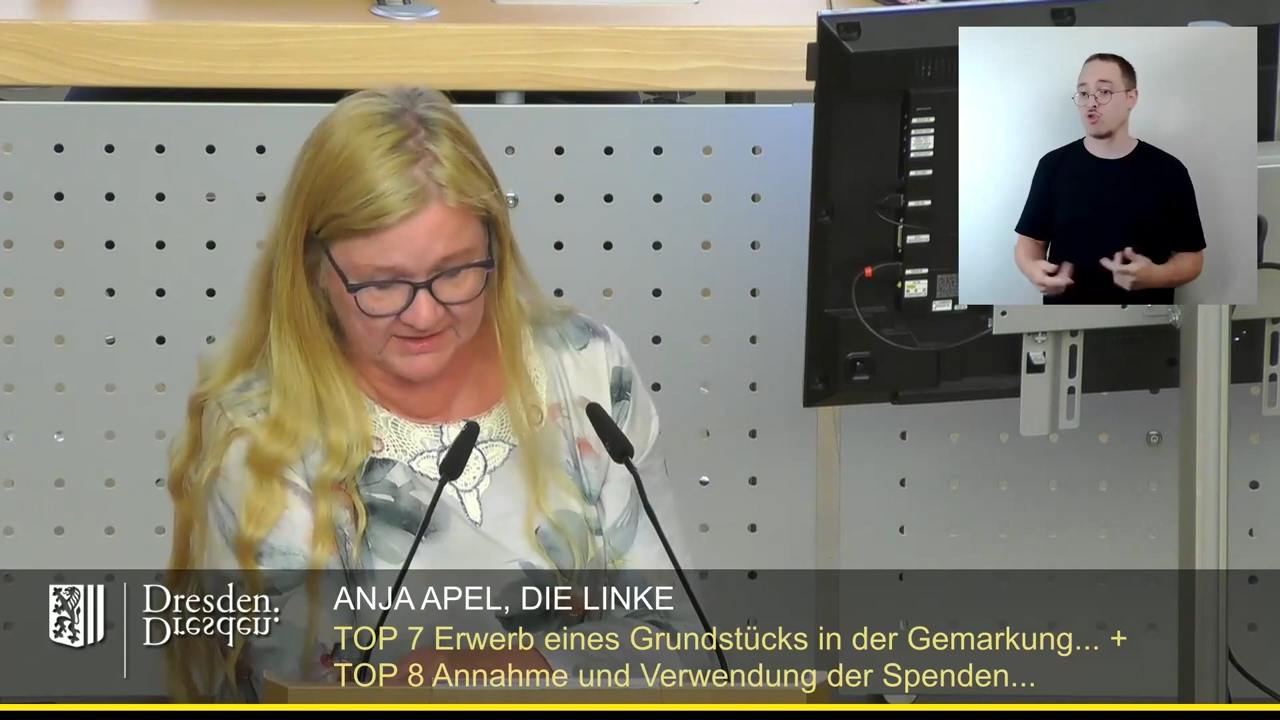 Dresden.
Dresden.
ANJA APEL, DIE LINKE
TOP 7 Erwerb eines Grundstücks in der Gemarkung... +
TOP 8 Annahme und Verwendung der Spenden...